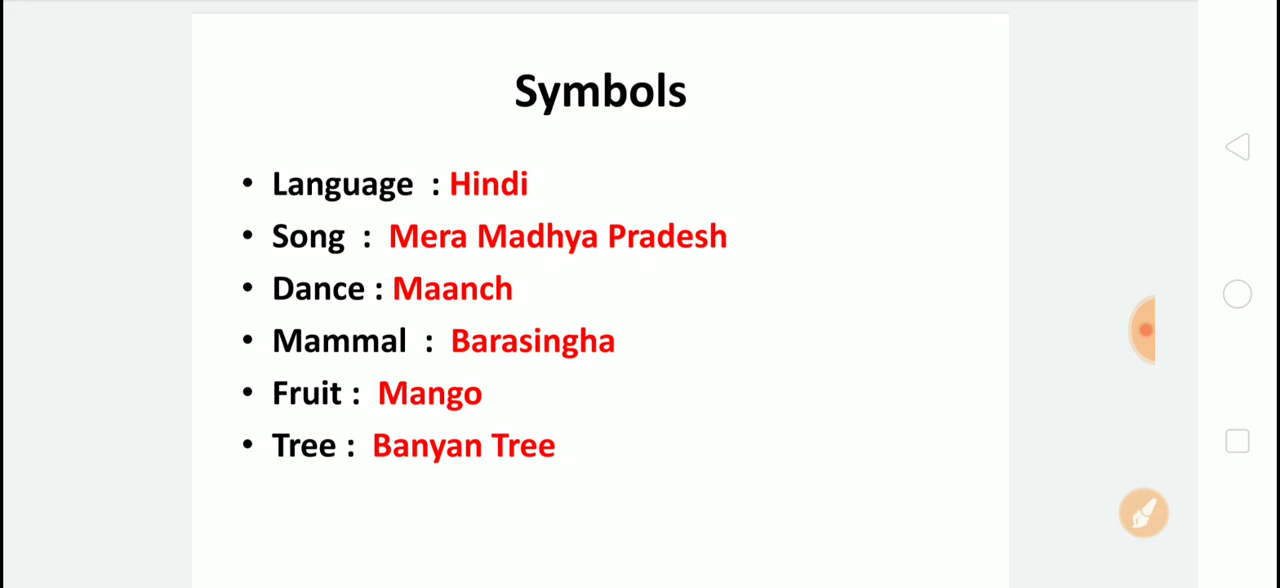 Symbols
• Language : Hindi
• Song : Mera Madhya Pradesh
• Dance : Maanch
• Mammal : Barasingha
• Fruit : Mango
• Tree : Banyan Tree